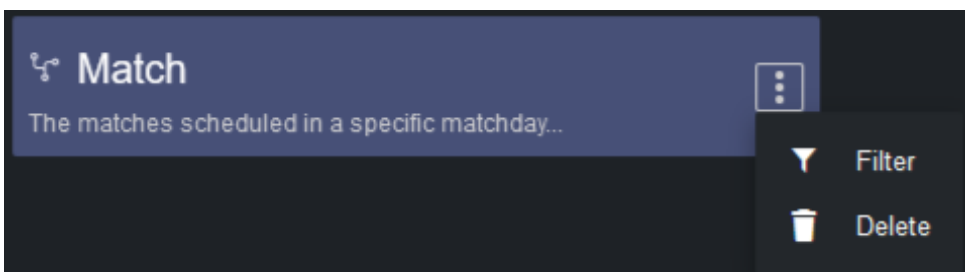 Match
The matches scheduled in a specific matchday...
Filter
Delete